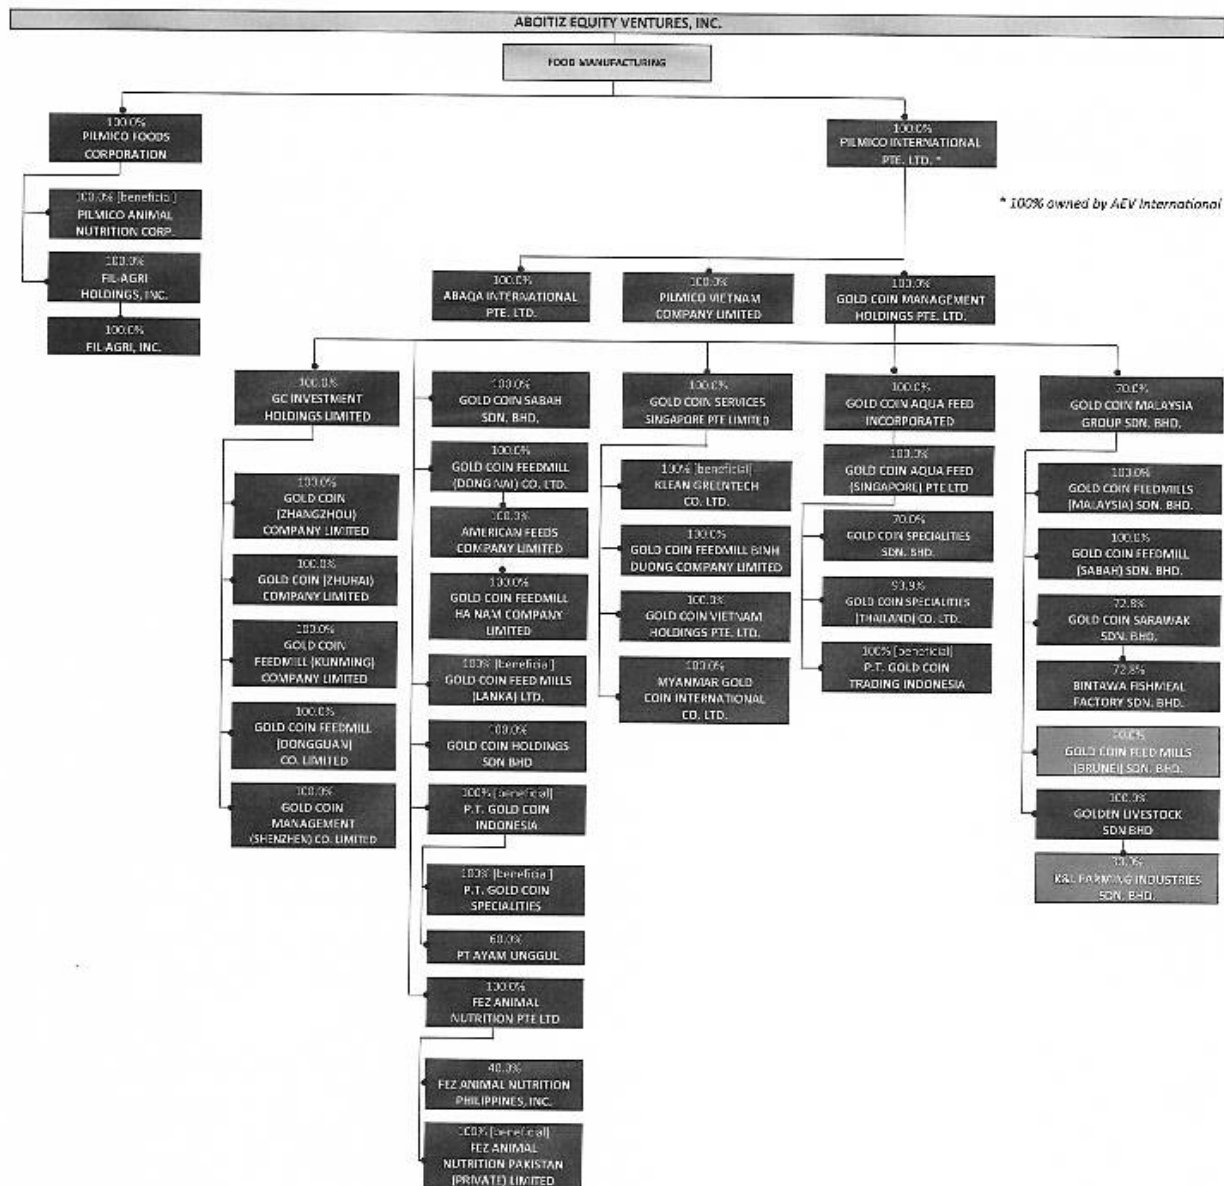 ABOITIZ EQUITY VENTURES, INC.
FOOD MANUFACTURING
100.0%
PILMICO FOODS
CORPORATION
100.0% [beneficial]
PILMICO ANIMAL
NUTRITION CORP.
100.0%
FIL-AGRI
HOLDINGS, INC.
100.0%
FIL-AGRI, INC.
100.0%
PILMICO INTERNATIONAL
PTE. LTD. *
* 100% owned by AEV International
100.0%
ABAQA INTERNATIONAL
PTE. LTD.
100.0%
PILMICO VIETNAM
COMPANY LIMITED
100.0%
GOLD COIN MANAGEMENT
HOLDINGS PTE. LTD.
100.0%
GC INVESTMENT
HOLDINGS LIMITED
100.0%
GOLD COIN
(ZHANGZHOU)
COMPANY LIMITED
100.0%
GOLD COIN (ZHUHAI)
COMPANY LIMITED
100.0%
GOLD COIN
FEEDMILL (KUNMING)
COMPANY LIMITED
100.0%
GOLD COIN FEEDMILL
(DONGGUAN)
CO. LIMITED
100.0%
GOLD COIN
MANAGEMENT
(SHENZHEN) CO. LIMITED
100.0%
GOLD COIN SABAH
SDN. BHD.
100.0%
GOLD COIN FEEDMILL
(DONG NAI) CO. LTD.
100.0%
AMERICAN FEEDS
COMPANY LIMITED
100.0%
GOLD COIN FEEDMILL
HA NAM COMPANY
LIMITED
100% [beneficial]
GOLD COIN FEED MILLS
(LANKA) LTD.
100.0%
GOLD COIN HOLDINGS
SDN BHD
100% [beneficial]
P.T. GOLD COIN
INDONESIA
100% [beneficial]
P.T. GOLD COIN
SPECIALITIES
60.0%
PT AYAM UNGGUL
100.0%
FEZ ANIMAL
NUTRITION PTE LTD
40.0%
FEZ ANIMAL NUTRITION
PHILIPPINES, INC.
100% [beneficial]
FEZ ANIMAL
NUTRITION PAKISTAN
(PRIVATE) LIMITED
100.0%
GOLD COIN SERVICES
SINGAPORE PTE LIMITED
100% [beneficial]
KLEAN GREENTECH
CO. LTD.
100.0%
GOLD COIN FEEDMILL BINH
DUONG COMPANY LIMITED
100.0%
GOLD COIN VIETNAM
HOLDINGS PTE. LTD.
100.0%
MYANMAR GOLD
COIN INTERNATIONAL
CO. LTD.
100.0%
GOLD COIN AQUA FEED
INCORPORATED
100.0%
GOLD COIN AQUA FEED
(SINGAPORE) PTE LTD
70.0%
GOLD COIN SPECIALITIES
SDN. BHD.
GOLD COIN SPECIALITIES
(THAILAND) CO. LTD.
100% [beneficial]
P.T. GOLD COIN
TRADING INDONESIA
70.0%
GOLD COIN MALAYSIA
GROUP SDN. BHD.
100.0%
GOLD COIN FEEDMILLS
(MALAYSIA) SDN. BHD.
100.0%
GOLD COIN FEEDMILL
(SABAH) SDN. BHD.
72.8%
GOLD COIN SARAWAK
SDN. BHD.
72.8%
BINTAWA FISHMEAL
FACTORY SDN. BHD.
GOLD COIN FEED MILLS
(BRUNEI) SDN. BHD.
100.0%
GOLDEN LIVESTOCK
SDN BHD
K&L FARMING INDUSTRIES
SDN. BHD.